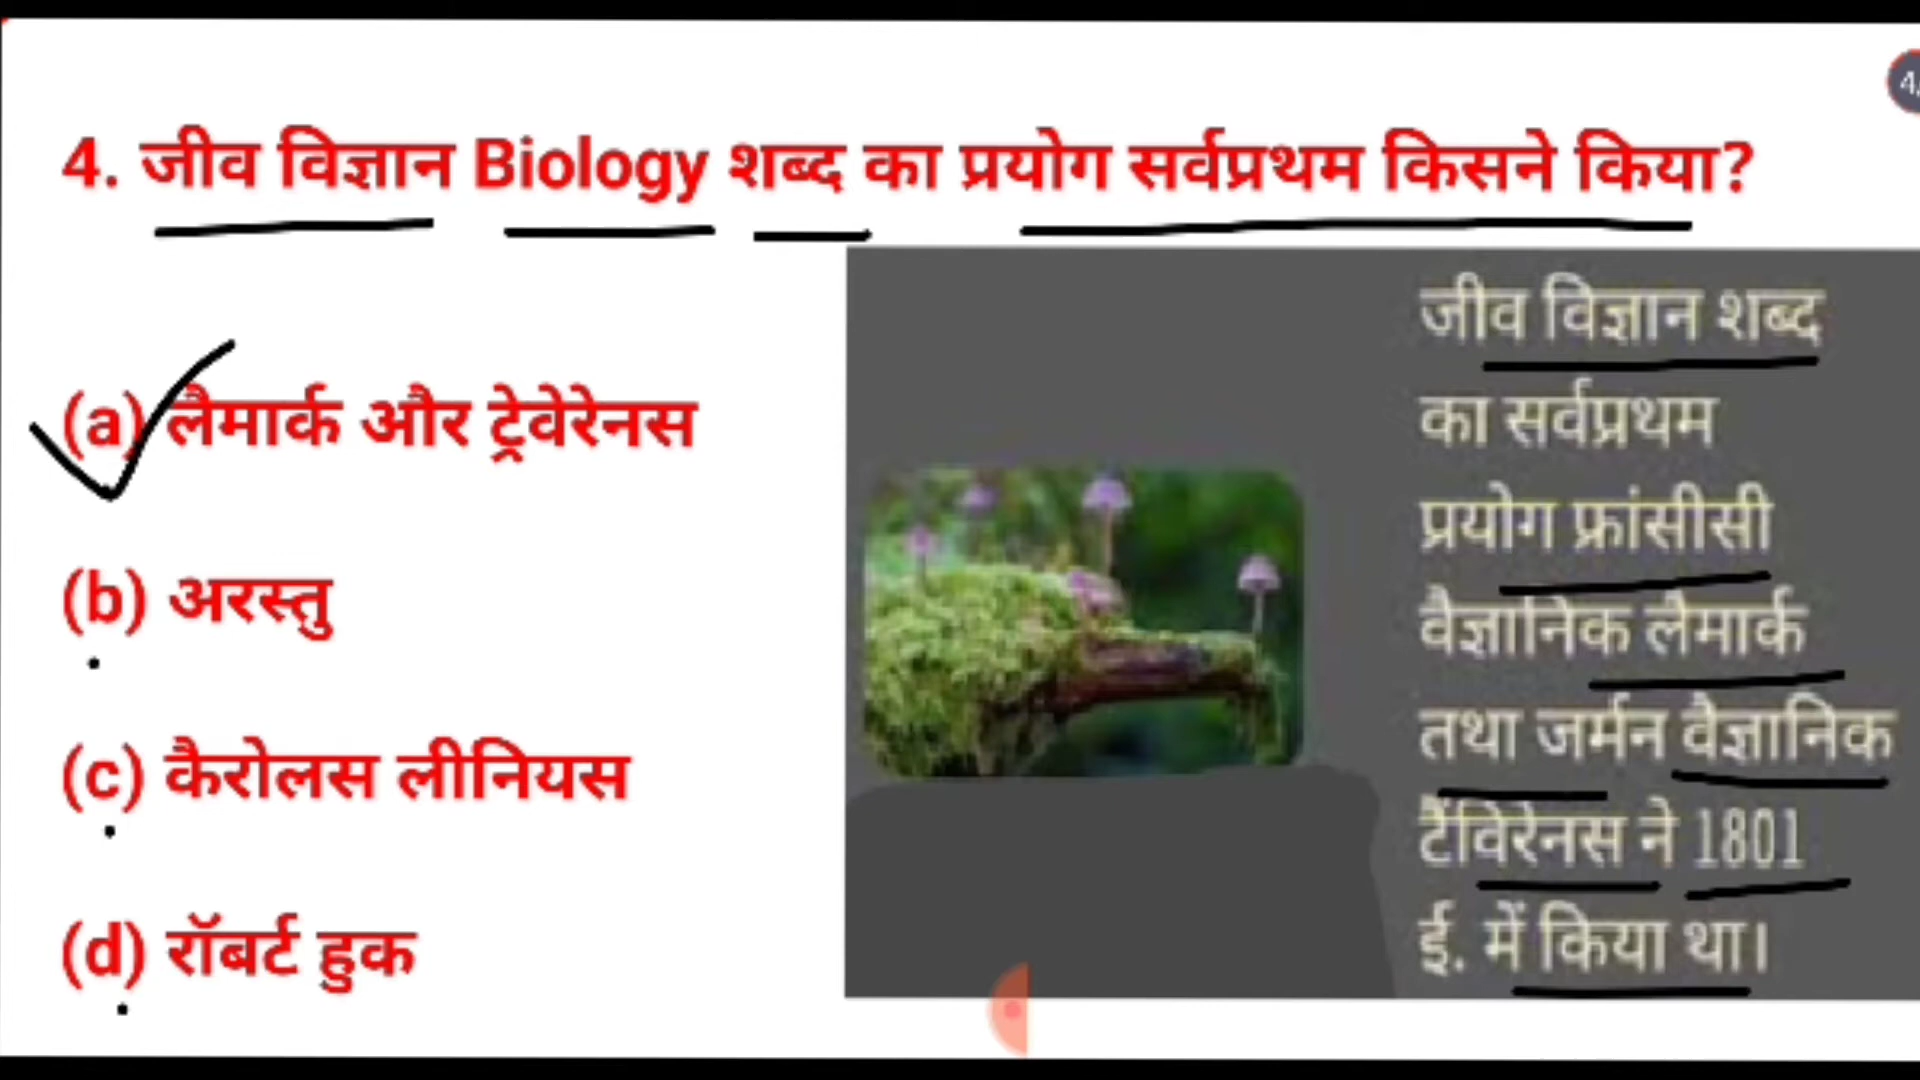 4. जीव विज्ञान Biology शब्द का प्रयोग सर्वप्रथम किसने किया?
(a) लैमार्क और ट्रेवेरेनस
(b) अरस्तु
(c) कैरोलस लीनियस
(d) रॉबर्ट हुक
जीव विज्ञान शब्द
का सर्वप्रथम
प्रयोग फ्रांसीसी
वैज्ञानिक लैमार्क
तथा जर्मन वैज्ञानिक
टैविरेनस ने 1801
ई. में किया था।